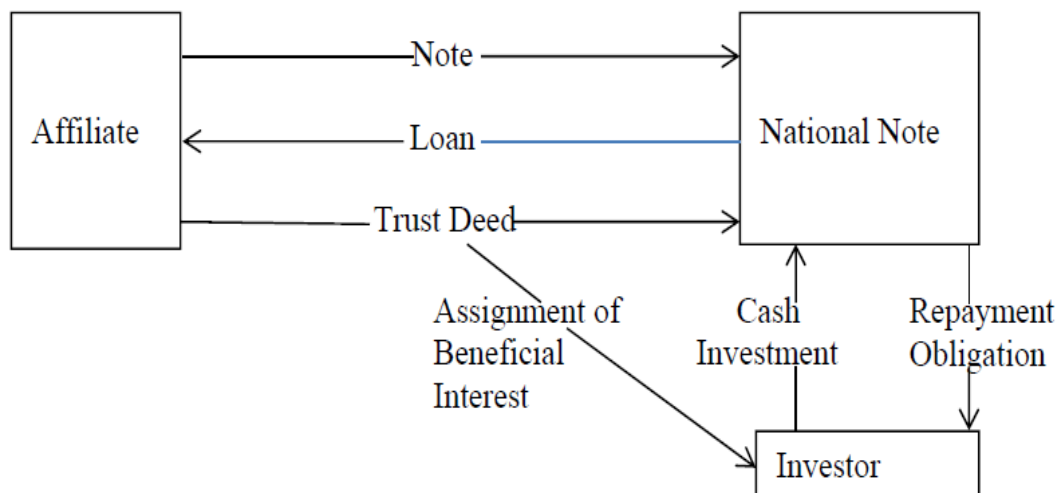 Note
Affiliate
Loan
National Note
Trust Deed
Assignment of
Beneficial
Interest
Cash
Investment
Repayment
Obligation
Investor